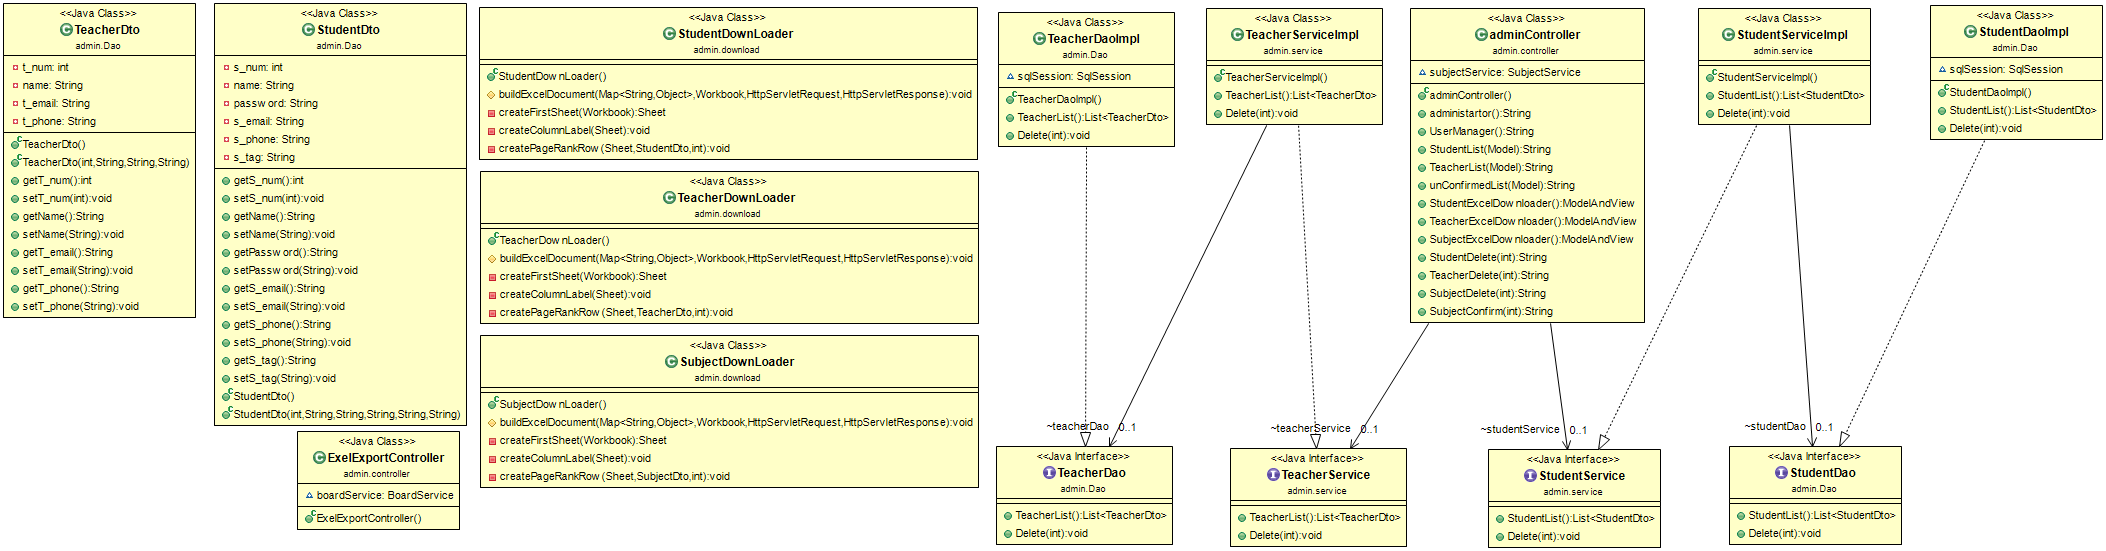 <<Java Class>>
TeacherDto
admin.Dao
t_num: int
name: String
t_email: String
t_phone: String
TeacherDto()
TeacherDto(int,String,String,String)
getT_num():int
setT_num(int):void
getName():String
setName(String):void
getT_email():String
setT_email(String):void
getT_phone():String
setT_phone(String):void
<<Java Class>>
StudentDto
admin.Dao
s_num: int
name: String
password: String
s_email: String
s_phone: String
s_tag: String
getS_num():int
setS_num(int):void
getName():String
setName(String):void
getPassword():String
setPassword(String):void
getS_email():String
setS_email(String):void
getS_phone():String
setS_phone(String):void
getS_tag():String
setS_tag(String):void
StudentDto()
StudentDto(int,String,String,String,String,String)
<<Java Class>>
ExelExportController
admin.controller
boardService: BoardService
ExelExportController()
<<Java Class>>
StudentDownLoader
admin.download
StudentDownLoader()
buildExcelDocument(Map<String,Object>,Workbook,HttpServletRequest,HttpServletResponse):void
createFirstSheet(Workbook):Sheet
createColumnLabel(Sheet):void
createPageRankRow(Sheet,StudentDto,int):void
<<Java Class>>
TeacherDownLoader
admin.download
TeacherDownLoader()
buildExcelDocument(Map<String,Object>,Workbook,HttpServletRequest,HttpServletResponse):void
createFirstSheet(Workbook):Sheet
createColumnLabel(Sheet):void
createPageRankRow(Sheet,TeacherDto,int):void
<<Java Class>>
SubjectDownLoader
admin.download
SubjectDownLoader()
buildExcelDocument(Map<String,Object>,Workbook,HttpServletRequest,HttpServletResponse):void
createFirstSheet(Workbook):Sheet
createColumnLabel(Sheet):void
createPageRankRow(Sheet,SubjectDto,int):void
<<Java Class>>
TeacherDaoImpl
admin.Dao
sqlSession: SqlSession
TeacherDaoImpl()
TeacherList():List<TeacherDto>
Delete(int):void
<<Java Class>>
TeacherServiceImpl
admin.service
TeacherServiceImpl()
TeacherList():List<TeacherDto>
Delete(int):void
<<Java Class>>
adminController
admin.controller
subjectService: SubjectService
adminController()
administartor():String
UserManager():String
StudentList(Model):String
TeacherList(Model):String
unConfirmedList(Model):String
StudentExcelDownloader():ModelAndView
TeacherExcelDownloader():ModelAndView
SubjectExcelDownloader():ModelAndView
StudentDelete(int):String
TeacherDelete(int):String
SubjectDelete(int):String
SubjectConfirm(int):String
<<Java Class>>
StudentServiceImpl
admin.service
StudentServiceImpl()
StudentList():List<StudentDto>
Delete(int):void
<<Java Class>>
StudentDaoImpl
admin.Dao
sqlSession: SqlSession
StudentDaoImpl()
StudentList():List<StudentDto>
Delete(int):void
~teacherDao 0..1
~teacherService 0..1
~studentService 0..1
~studentDao 0..1
<<Java Interface>>
TeacherDao
admin.Dao
TeacherList():List<TeacherDto>
Delete(int):void
<<Java Interface>>
TeacherService
admin.service
TeacherList():List<TeacherDto>
Delete(int):void
<<Java Interface>>
StudentService
admin.service
StudentList():List<StudentDto>
Delete(int):void
<<Java Interface>>
StudentDao
admin.Dao
StudentList():List<StudentDto>
Delete(int):void